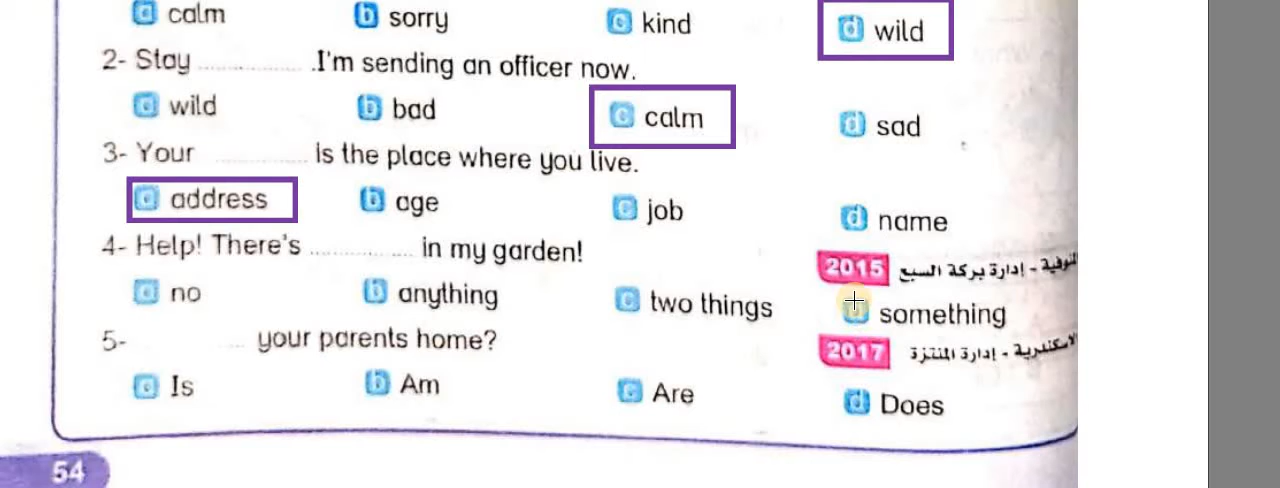 a calm b sorry c kind d wild
2- Stay .............. .I'm sending an officer now.
a wild b bad c calm d sad
3- Your .............. is the place where you live.
a address b age c job d name
4- Help! There's ................ in my garden!
2015 إدارة بركة السبع
a no b anything c two things d something
5- .............. your parents home?
2017 الاسكندرية - إدارة المنتزة
a Is b Am c Are d Does
54